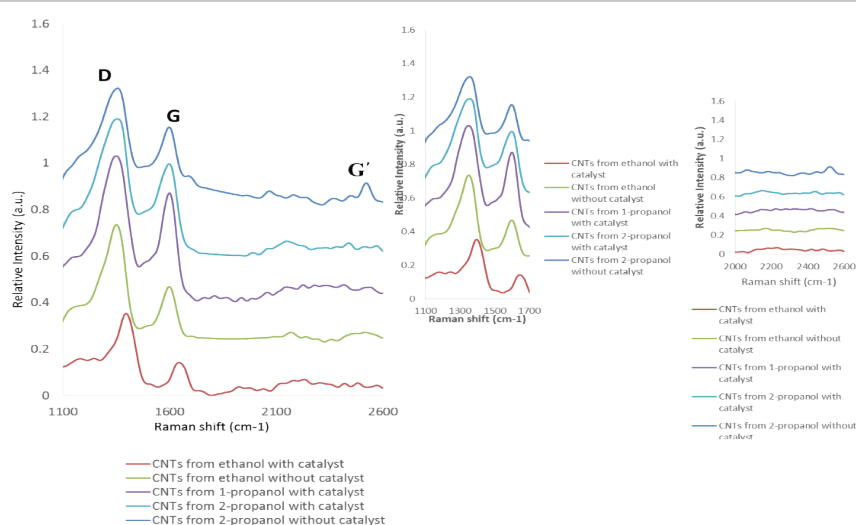 1.6
1.4
1.2
1
0.8
0.6
0.4
0.2
0
Relative Intensity (a.u.)
D
G
G′
1100
1600
2100
2600
Raman shift (cm-1)
CNTs from ethanol with catalyst
CNTs from ethanol without catalyst
CNTs from 1-propanol with catalyst
CNTs from 2-propanol with catalyst
CNTs from 2-propanol without catalyst
1.6
1.4
1.2
1
0.8
0.6
0.4
0.2
0
Relative Intensity (a.u.)
1100
1300
1500
1700
Raman shift (cm-1)
CNTs from ethanol with
catalyst
CNTs from ethanol
without catalyst
CNTs from 1-propanol
with catalyst
CNTs from 2-propanol
with catalyst
CNTs from 2-propanol
without catalyst
1.6
1.4
1.2
1
0.8
0.6
0.4
0.2
0
Relative Intensity (a.u.)
2000
2200
2400
2600
Raman shift (cm-1)
CNTs from ethanol with
catalyst
CNTs from ethanol without
catalyst
CNTs from 1-propanol with
catalyst
CNTs from 2-propanol with
catalyst
CNTs from 2-propanol without
catalyst